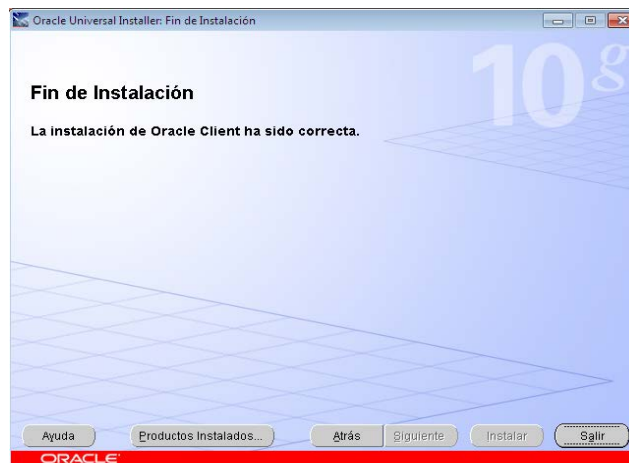 Oracle Universal Installer: Fin de Instalación
10g
Fin de Instalación
La instalación de Oracle Client ha sido correcta.
Ayuda
Productos Instalados...
Atrás
Siguiente
Instalar
Salir
ORACLE